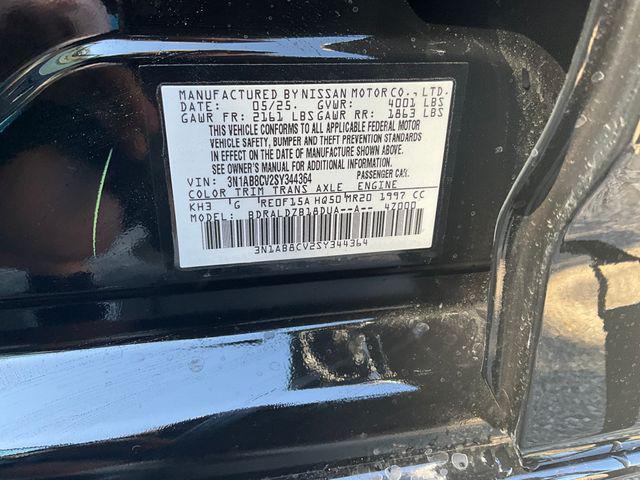 MANUFACTURED BY NISSAN MOTOR CO., LTD.
DATE: 05/25. GVWR: 4001 LBS
GAWR FR: 2161 LBS GAWR RR: 1863 LBS
THIS VEHICLE CONFORMS TO ALL APPLICABLE FEDERAL MOTOR
VEHICLE SAFETY, BUMPER AND THEFT PREVENTION STANDARDS
IN EFFECT ON THE DATE OF MANUFACTURE SHOWN ABOVE. SEE
OWNER'S MANUAL FOR ADDITIONAL INFORMATION.
VIN: 3N1AB8CV2SY344364 PASSENGER CAR.
COLOR TRIM TRANS AXLE ENGINE
KH3 G RE0F15A HQ50 MR20 1997 CC
MODEL: BDRALDZB18DUA--A-- 4Z000
3N1AB8CV2SY344364